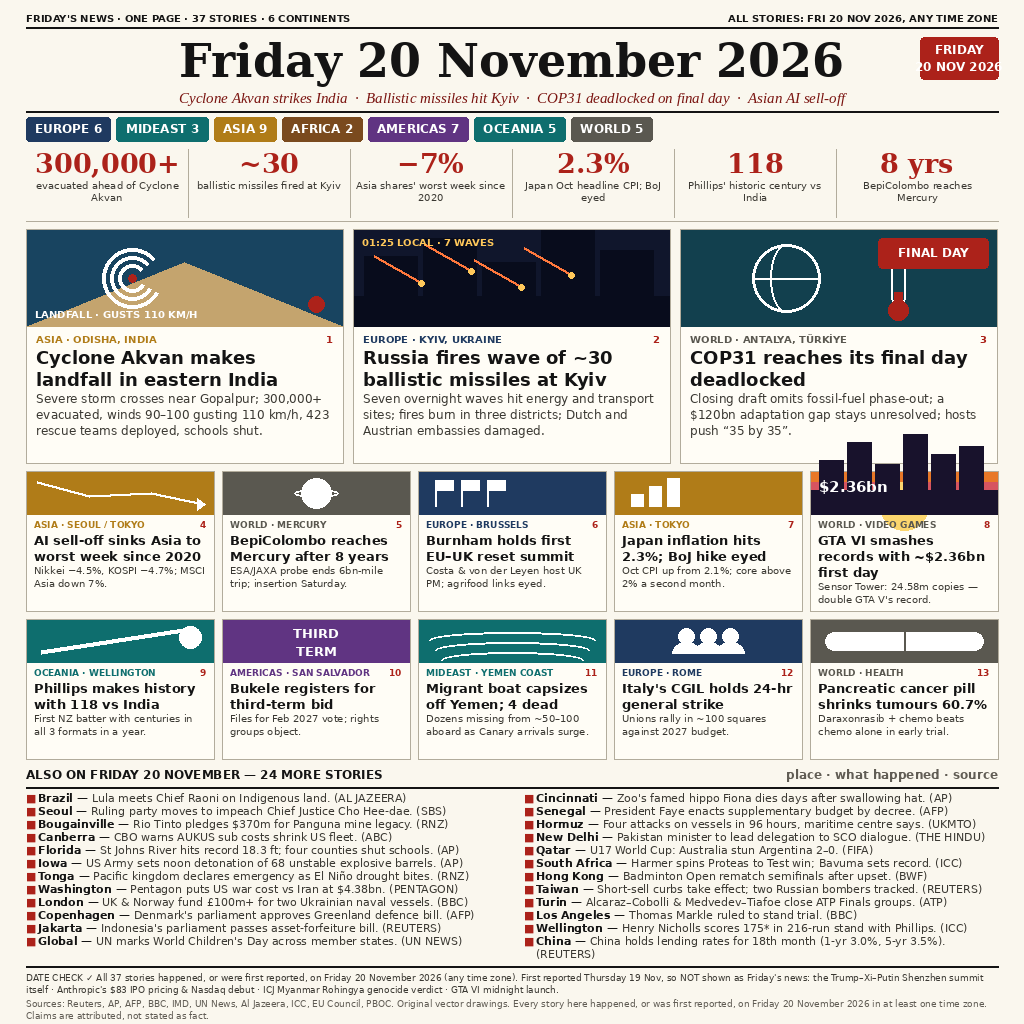 FRIDAY'S NEWS · ONE PAGE · 37 STORIES · 6 CONTINENTS
ALL STORIES: FRI 20 NOV 2026, ANY TIME ZONE
Friday 20 November 2026
FRIDAY
20 NOV 2026
Cyclone Akvan strikes India · Ballistic missiles hit Kyiv · COP31 deadlocked on final day · Asian AI sell-off
EUROPE 6
MIDEAST 3
ASIA 9
AFRICA 2
AMERICAS 7
OCEANIA 5
WORLD 5
300,000+
evacuated ahead of Cyclone
Akvan
~30
ballistic missiles fired at Kyiv
−7%
Asia shares' worst week since
2020
2.3%
Japan Oct headline CPI; BoJ
eyed
118
Phillips' historic century vs
India
8 yrs
BepiColombo reaches
Mercury
LANDFALL · GUSTS 110 KM/H
ASIA · ODISHA, INDIA
1
Cyclone Akvan makes
landfall in eastern India
Severe storm crosses near Gopalpur; 300,000+
evacuated, winds 90–100 gusting 110 km/h, 423
rescue teams deployed, schools shut.
01:25 LOCAL · 7 WAVES
EUROPE · KYIV, UKRAINE
2
Russia fires wave of ~30
ballistic missiles at Kyiv
Seven overnight waves hit energy and transport
sites; fires burn in three districts; Dutch and
Austrian embassies damaged.
FINAL DAY
WORLD · ANTALYA, TÜRKİYE
3
COP31 reaches its final day
deadlocked
Closing draft omits fossil-fuel phase-out; a
$120bn adaptation gap stays unresolved; hosts
push “35 by 35”.
ASIA · SEOUL / TOKYO
4
AI sell-off sinks Asia to
worst week since 2020
Nikkei −4.5%, KOSPI −4.7%; MSCI
Asia down 7%.
WORLD · MERCURY
5
BepiColombo reaches
Mercury after 8 years
ESA/JAXA probe ends 6bn-mile
trip; insertion Saturday.
EUROPE · BRUSSELS
6
Burnham holds first
EU–UK reset summit
Costa & von der Leyen host UK
PM; agrifood links eyed.
ASIA · TOKYO
7
Japan inflation hits
2.3%; BoJ hike eyed
Oct CPI up from 2.1%; core above
2% a second month.
$2.36bn
WORLD · VIDEO GAMES
8
GTA VI smashes
records with ~$2.36bn
first day
Sensor Tower: 24.58m copies —
double GTA V's record.
OCEANIA · WELLINGTON
9
Phillips makes history
with 118 vs India
First NZ batter with centuries in
all 3 formats in a year.
THIRD
TERM
AMERICAS · SAN SALVADOR
10
Bukele registers for
third-term bid
Files for Feb 2027 vote; rights
groups object.
MIDEAST · YEMEN COAST
11
Migrant boat capsizes
off Yemen; 4 dead
Dozens missing from ~50–100
aboard as Canary arrivals surge.
EUROPE · ROME
12
Italy's CGIL holds 24-hr
general strike
Unions rally in ~100 squares
against 2027 budget.
WORLD · HEALTH
13
Pancreatic cancer pill
shrinks tumours 60.7%
Daraxonrasib + chemo beats
chemo alone in early trial.
ALSO ON FRIDAY 20 NOVEMBER — 24 MORE STORIES
place · what happened · source
Brazil — Lula meets Chief Raoni on Indigenous land. (AL JAZEERA)
Seoul — Ruling party moves to impeach Chief Justice Cho Hee-dae. (SBS)
Bougainville — Rio Tinto pledges $370m for Panguna mine legacy. (RNZ)
Canberra — CBO warns AUKUS sub costs shrink US fleet. (ABC)
Florida — St Johns River hits record 18.3 ft; four counties shut schools. (AP)
Iowa — US Army sets noon detonation of 68 unstable explosive barrels. (AP)
Tonga — Pacific kingdom declares emergency as El Niño drought bites. (RNZ)
Washington — Pentagon puts US war cost vs Iran at $4.38bn. (PENTAGON)
London — UK & Norway fund £100m+ for two Ukrainian naval vessels. (BBC)
Copenhagen — Denmark's parliament approves Greenland defence bill. (AFP)
Jakarta — Indonesia's parliament passes asset-forfeiture bill. (REUTERS)
Global — UN marks World Children's Day across member states. (UN NEWS)
Cincinnati — Zoo's famed hippo Fiona dies days after swallowing hat. (AP)
Senegal — President Faye enacts supplementary budget by decree. (AFP)
Hormuz — Four attacks on vessels in 96 hours, maritime centre says. (UKMTO)
New Delhi — Pakistan minister to lead delegation to SCO dialogue. (THE HINDU)
Qatar — U17 World Cup: Australia stun Argentina 2–0. (FIFA)
South Africa — Harmer spins Proteas to Test win; Bavuma sets record. (ICC)
Hong Kong — Badminton Open rematch semifinals after upset. (BWF)
Taiwan — Short-sell curbs take effect; two Russian bombers tracked. (REUTERS)
Turin — Alcaraz–Cobolli & Medvedev–Tiafoe close ATP Finals groups. (ATP)
Los Angeles — Thomas Markle ruled to stand trial. (BBC)
Wellington — Henry Nicholls scores 175* in 216-run stand with Phillips. (ICC)
China — China holds lending rates for 18th month (1-yr 3.0%, 5-yr 3.5%).
(REUTERS)
DATE CHECK ✓ All 37 stories happened, or were first reported, on Friday 20 November 2026 (any time zone). First reported Thursday 19 Nov, so NOT shown as Friday's news: the Trump–Xi–Putin Shenzhen summit
itself · Anthropic's $83 IPO pricing & Nasdaq debut · ICJ Myanmar Rohingya genocide verdict · GTA VI midnight launch.
Sources: Reuters, AP, AFP, BBC, IMD, UN News, Al Jazeera, ICC, EU Council, PBOC. Original vector drawings. Every story here happened, or was first reported, on Friday 20 November 2026 in at least one time zone.
Claims are attributed, not stated as fact.